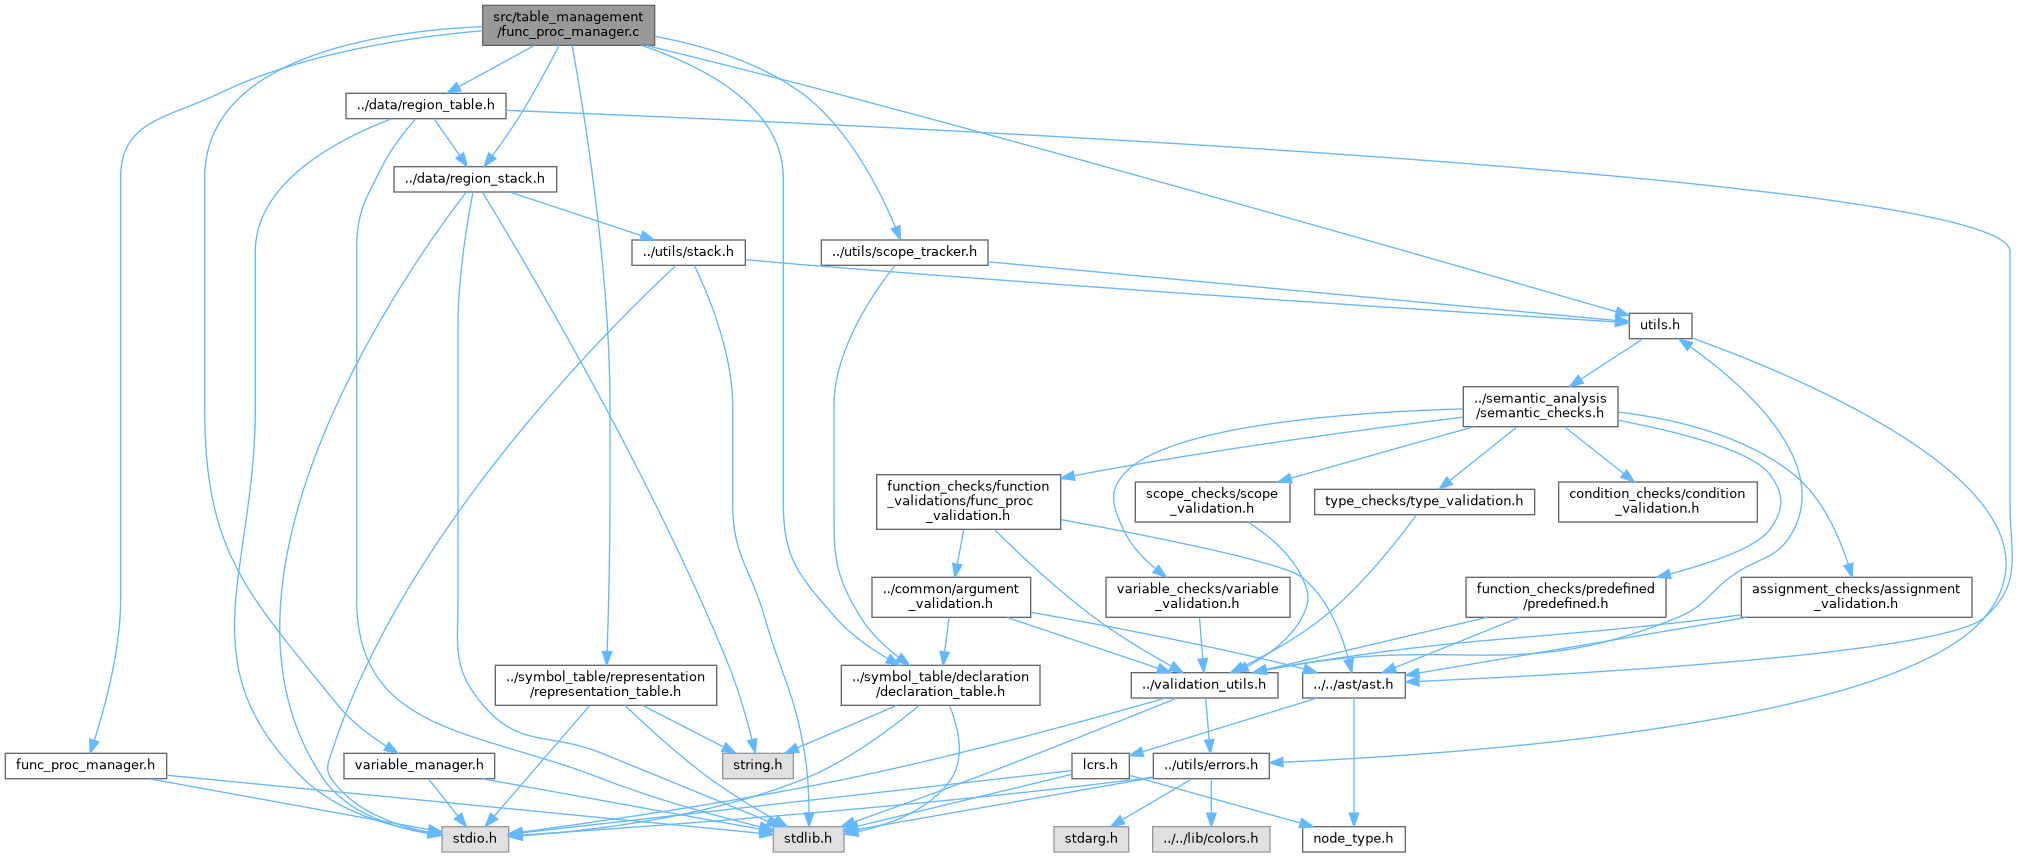 src/table_management
/func_proc_manager.c
../data/region_table.h
../data/region_stack.h
../utils/stack.h
../utils/scope_tracker.h
utils.h
../semantic_analysis
/semantic_checks.h
function_checks/function
_validations/func_proc
_validation.h
scope_checks/scope
_validation.h
type_checks/type_validation.h
condition_checks/condition
_validation.h
../common/argument
_validation.h
variable_checks/variable
_validation.h
function_checks/predefined
/predefined.h
assignment_checks/assignment
_validation.h
../symbol_table/representation
/representation_table.h
../symbol_table/declaration
/declaration_table.h
../validation_utils.h
../../ast/ast.h
func_proc_manager.h
variable_manager.h
string.h
lcrs.h
../utils/errors.h
stdio.h
stdlib.h
stdarg.h
../../lib/colors.h
node_type.h